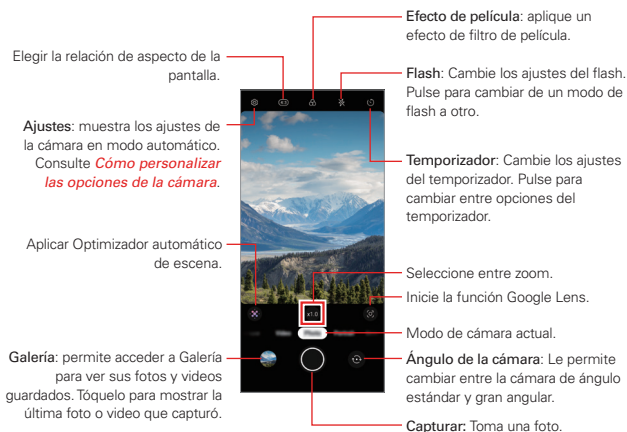 Elegir la relación de aspecto de la
pantalla.
Ajustes: muestra los ajustes de
la cámara en modo automático.
Consulte Cómo personalizar
las opciones de la cámara.
Aplicar Optimizador automático
de escena.
Galería: permite acceder a Galería
para ver sus fotos y videos
guardados. Tóquelo para mostrar la
última foto o video que capturó.
x1.0
Video
Photo
Portrait
Efecto de película: aplique un
efecto de filtro de película.
Flash: Cambie los ajustes del flash.
Pulse para cambiar de un modo de
flash a otro.
Temporizador: Cambie los ajustes
del temporizador. Pulse para
cambiar entre opciones del
temporizador.
Seleccione entre zoom.
Inicie la función Google Lens.
Modo de cámara actual.
Ángulo de la cámara: Le permite
cambiar entre la cámara de ángulo
estándar y gran angular.
Capturar: Toma una foto.